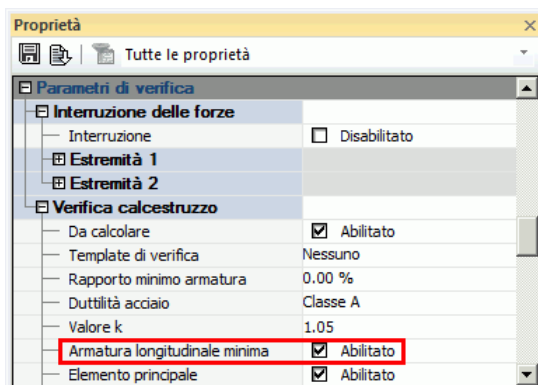 Proprietà
Tutte le proprietà
Parametri di verifica
Interruzione delle forze
Interruzione Disabilitato
Estremità 1
Estremità 2
Verifica calcestruzzo
Da calcolare Abilitato
Template di verifica Nessuno
Rapporto minimo armatura 0.00 %
Duttilità acciaio Classe A
Valore k 1.05
Armatura longitudinale minima Abilitato
Elemento principale Abilitato